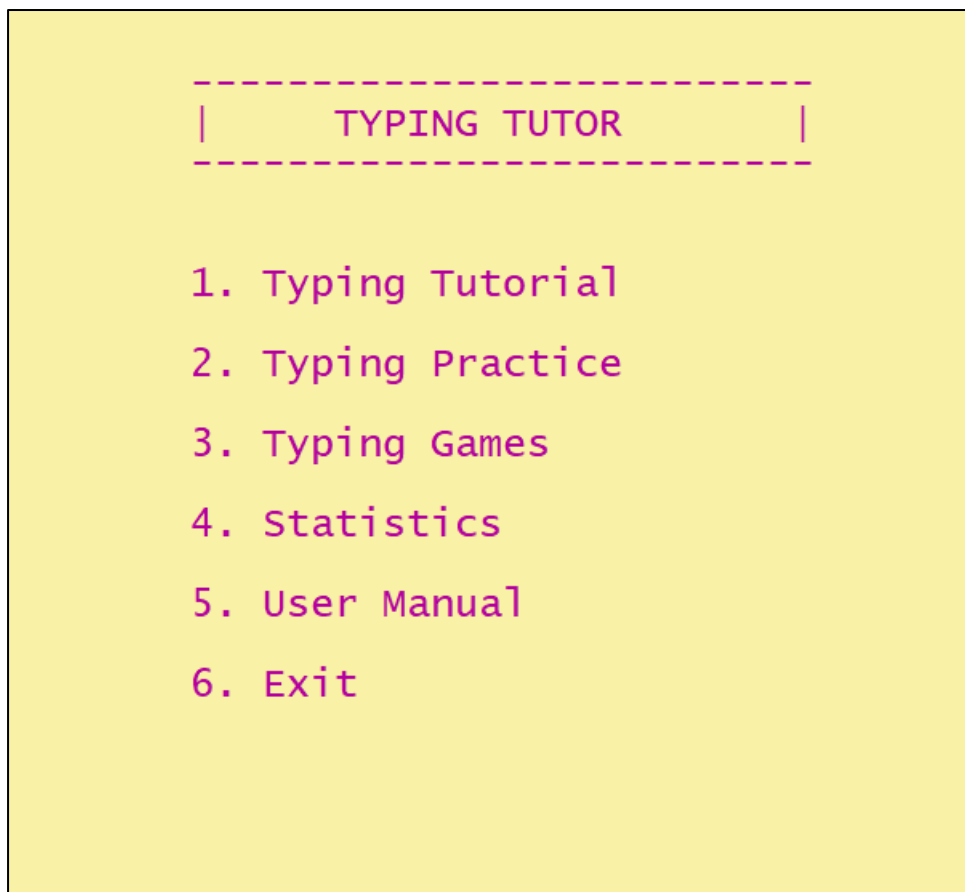 --------------------------
|     TYPING TUTOR       |
--------------------------
1. Typing Tutorial
2. Typing Practice
3. Typing Games
4. Statistics
5. User Manual
6. Exit